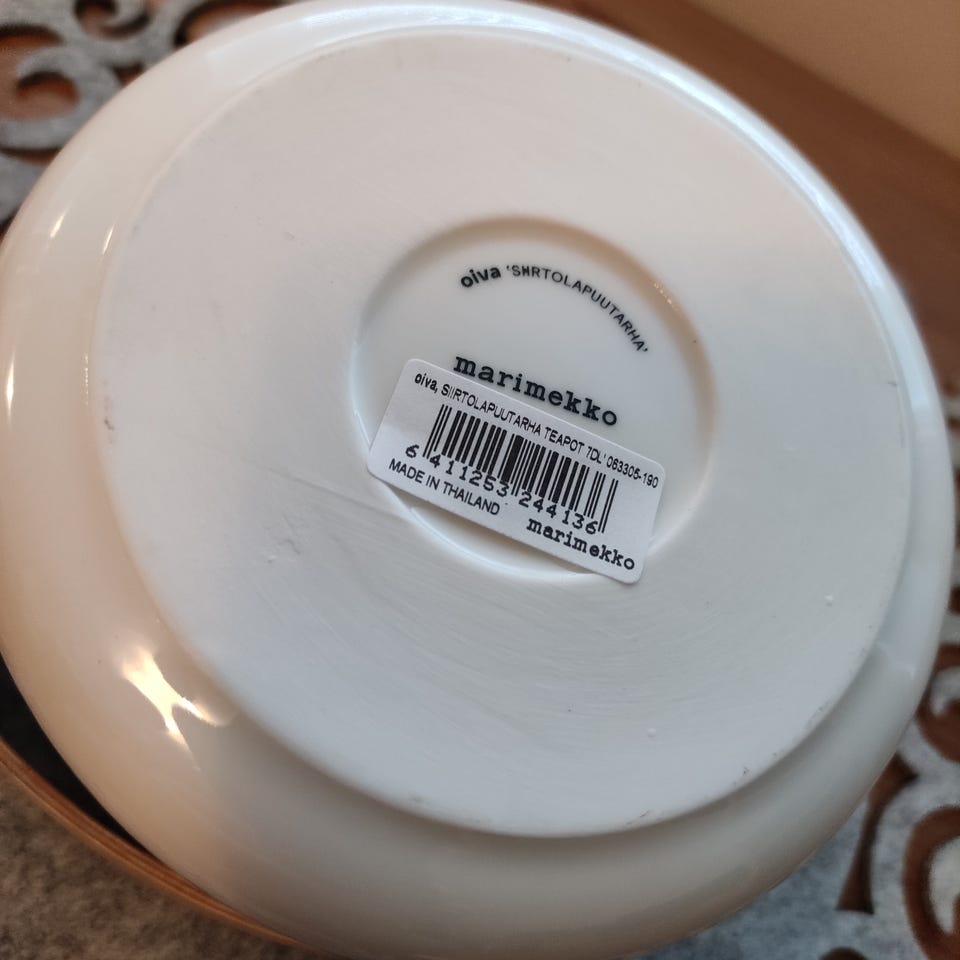 oiva 'SIIRTOLAPUUTARHA'
marimekko
oiva, SIIRTOLAPUUTARHA TEAPOT 7DL' 063305-190
6 411253 244136
MADE IN THAILAND
marimekko